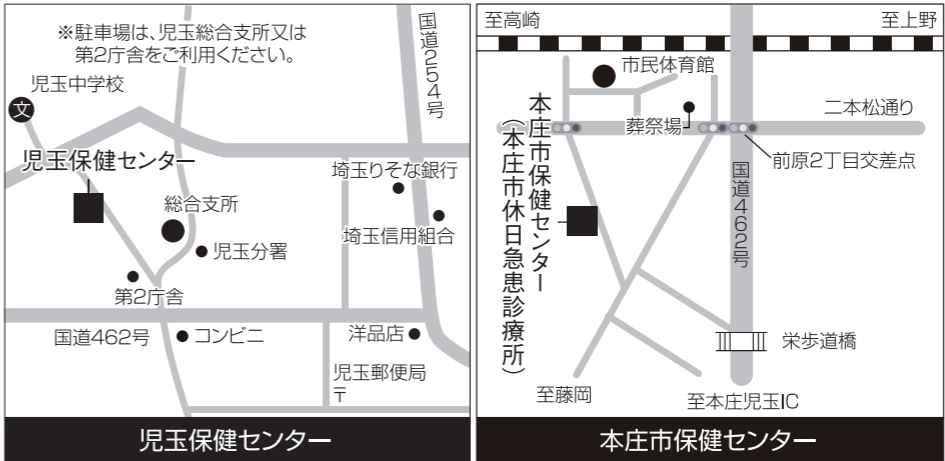 ※駐車場は、児玉総合支所又は
第2庁舎をご利用ください。
国道254号
児玉中学校
文
児玉保健センター
総合支所
児玉分署
第2庁舎
埼玉りそな銀行
埼玉信用組合
国道462号
コンビニ
洋品店
児玉郵便局
〒
児玉保健センター
至高崎
至上野
市民体育館
葬祭場
二本松通り
前原2丁目交差点
本庄市保健センター
（本庄市休日急患診療所）
国道462号
栄歩道橋
至藤岡
至本庄児玉IC
本庄市保健センター